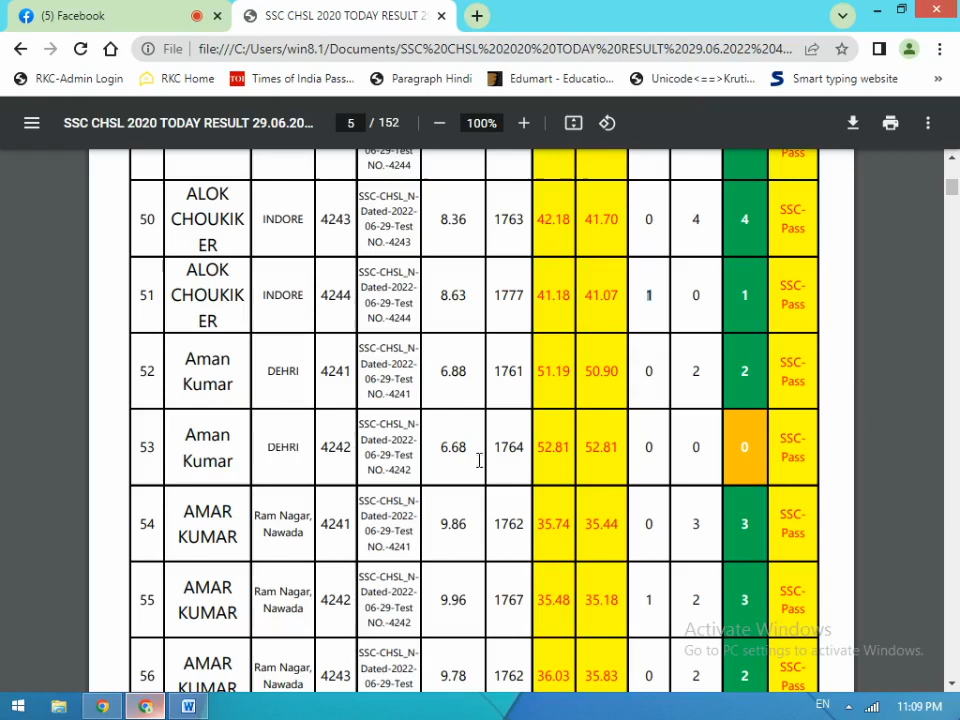 (5) Facebook
SSC CHSL 2020 TODAY RESULT 2
File file:///C:/Users/win8.1/Documents/SSC%20CHSL%202020%20TODAY%20RESULT%2029.06.2022%204...
RKC-Admin Login RKC Home TOI Times of India Pass... Paragraph Hindi Edumart - Educatio... Unicode<==>Kruti... Smart typing website »
SSC CHSL 2020 TODAY RESULT 29.06.20... 5 / 152 100%
06-29-Test
NO.-4244
Pass
50 ALOK CHOUKIK ER INDORE 4243 SSC-CHSL_N-Dated-2022-06-29-Test NO.-4243 8.36 1763 42.18 41.70 0 4 4 SSC-Pass
51 ALOK CHOUKIK ER INDORE 4244 SSC-CHSL_N-Dated-2022-06-29-Test NO.-4244 8.63 1777 41.18 41.07 1 0 1 SSC-Pass
52 Aman Kumar DEHRI 4241 SSC-CHSL_N-Dated-2022-06-29-Test NO.-4241 6.88 1761 51.19 50.90 0 2 2 SSC-Pass
53 Aman Kumar DEHRI 4242 SSC-CHSL_N-Dated-2022-06-29-Test NO.-4242 6.68 1764 52.81 52.81 0 0 0 SSC-Pass
54 AMAR KUMAR Ram Nagar, Nawada 4241 SSC-CHSL_N-Dated-2022-06-29-Test NO.-4241 9.86 1762 35.74 35.44 0 3 3 SSC-Pass
55 AMAR KUMAR Ram Nagar, Nawada 4242 SSC-CHSL_N-Dated-2022-06-29-Test NO.-4242 9.96 1767 35.48 35.18 1 2 3 SSC-Pass
56 AMAR KUMAR Ram Nagar, Nawada 4243 SSC-CHSL_N-Dated-2022-06-29-Test 9.78 1762 36.03 35.83 0 2 2 SSC-Pass
Activate Windows
Go to PC settings to activate Windows.
EN 11:09 PM